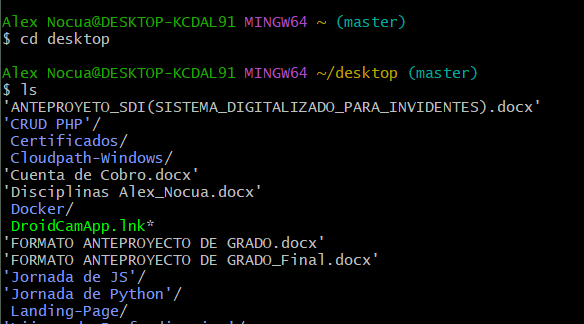 Alex Nocua@DESKTOP-KCDAL91 MINGW64 ~ (master)
$ cd desktop
Alex Nocua@DESKTOP-KCDAL91 MINGW64 ~/desktop (master)
$ ls
'ANTEPROYETO_SDI(SISTEMA_DIGITALIZADO_PARA_INVIDENTES).docx'
'CRUD PHP'/
Certificados/
Cloudpath-Windows/
'Cuenta de Cobro.docx'
'Disciplinas Alex_Nocua.docx'
Docker/
DroidCamApp.lnk*
'FORMATO ANTEPROYECTO DE GRADO.docx'
'FORMATO ANTEPROYECTO DE GRADO_Final.docx'
'Jornada de JS'/
'Jornada de Python'/
Landing-Page/